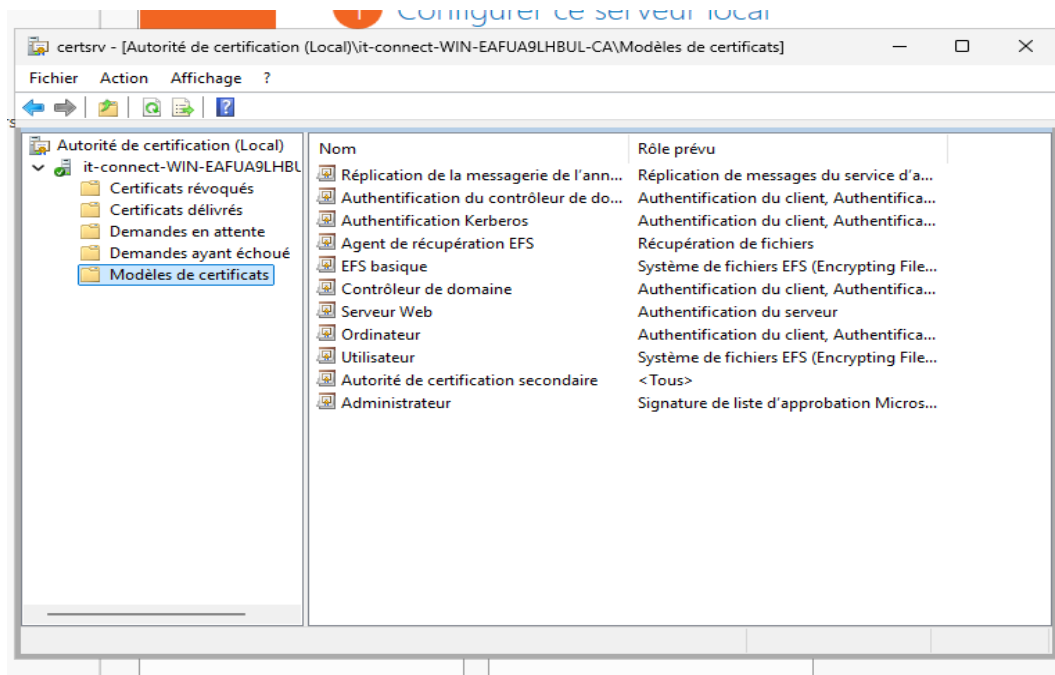 1 Configurer ce serveur local
certsrv - [Autorité de certification (Local)\it-connect-WIN-EAFUA9LHBUL-CA\Modèles de certificats]
Fichier Action Affichage ?
Autorité de certification (Local)
it-connect-WIN-EAFUA9LHBU
Certificats révoqués
Certificats délivrés
Demandes en attente
Demandes ayant échoué
Modèles de certificats
Nom Rôle prévu
Réplication de la messagerie de l'ann... Réplication de messages du service d'a...
Authentification du contrôleur de do... Authentification du client, Authentifica...
Authentification Kerberos Authentification du client, Authentifica...
Agent de récupération EFS Récupération de fichiers
EFS basique Système de fichiers EFS (Encrypting File...
Contrôleur de domaine Authentification du client, Authentifica...
Serveur Web Authentification du serveur
Ordinateur Authentification du client, Authentifica...
Utilisateur Système de fichiers EFS (Encrypting File...
Autorité de certification secondaire <Tous>
Administrateur Signature de liste d'approbation Micros...